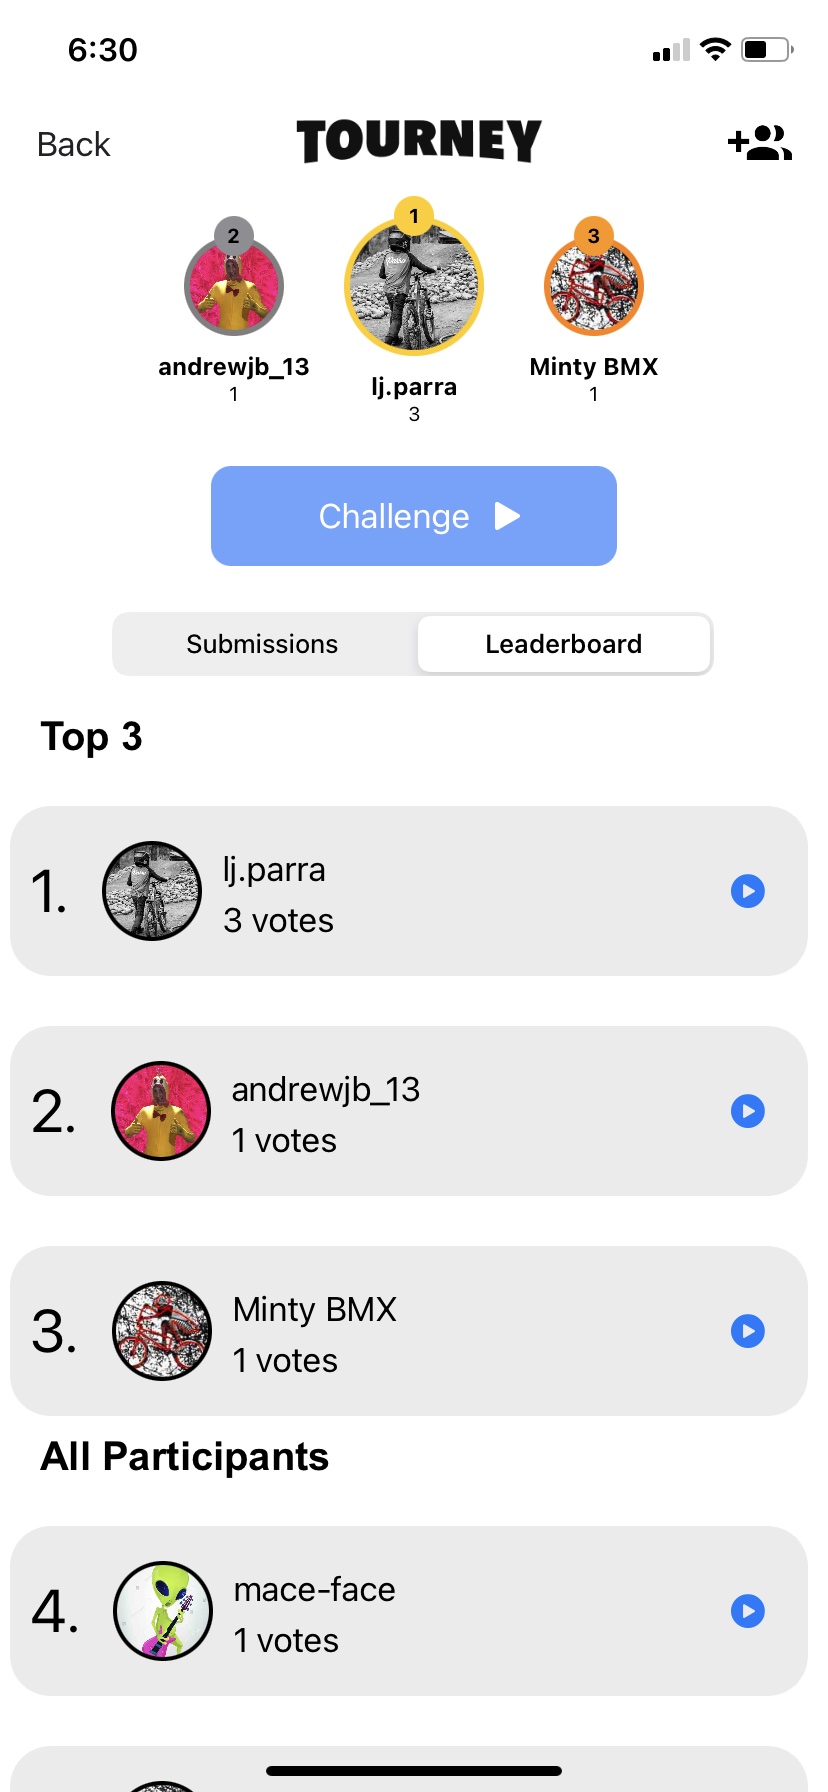 6:30
Back
TOURNEY
2
1
3
andrewjb_13
1
lj.parra
3
Minty BMX
1
Challenge
Submissions
Leaderboard
Top 3
1.
lj.parra
3 votes
2.
andrewjb_13
1 votes
3.
Minty BMX
1 votes
All Participants
4.
mace-face
1 votes